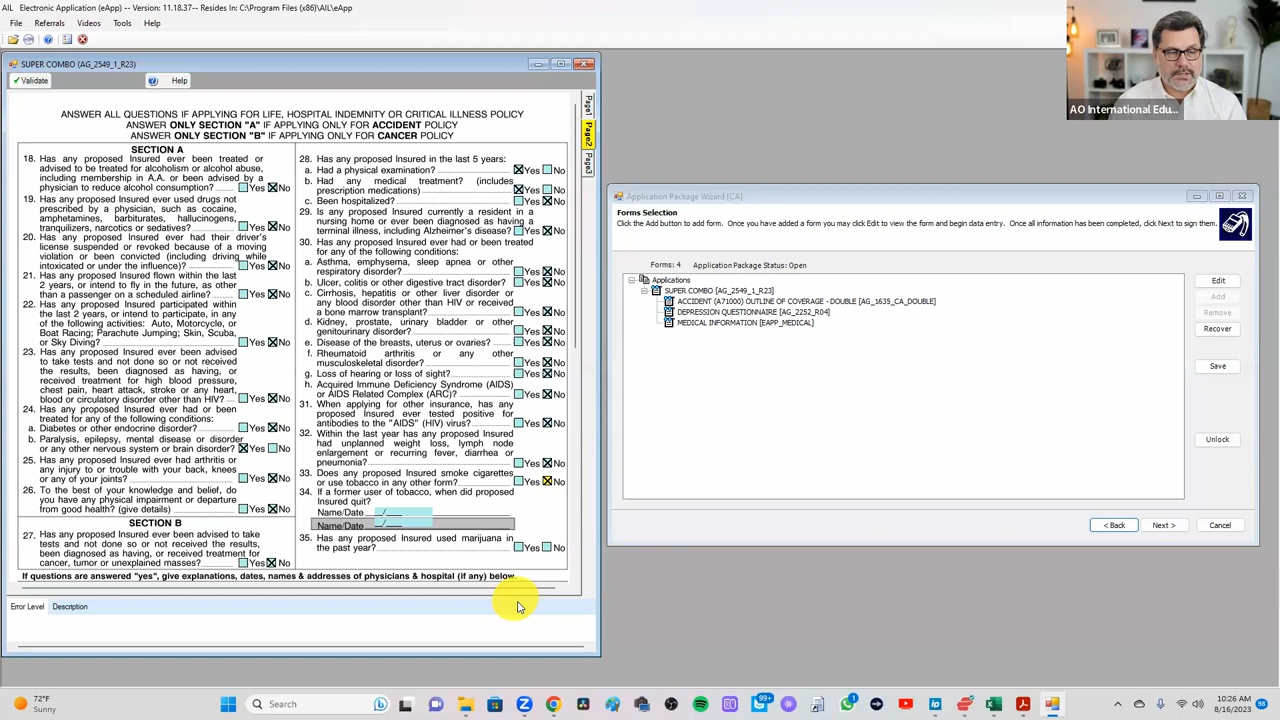 AIL Electronic Application (eApp) -- Version: 11.18.37-- Resides In: C:\Program Files (x86)\AIL\eApp
File Referrals Videos Tools Help
SUPER COMBO (AG_2549_1_R23)
Validate Help
Page1
Page2
Page3
ANSWER ALL QUESTIONS IF APPLYING FOR LIFE, HOSPITAL INDEMNITY OR CRITICAL ILLNESS POLICY
ANSWER ONLY SECTION "A" IF APPLYING ONLY FOR ACCIDENT POLICY
ANSWER ONLY SECTION "B" IF APPLYING ONLY FOR CANCER POLICY
SECTION A
18. Has any proposed Insured ever been treated or
advised to be treated for alcoholism or alcohol abuse,
including membership in A.A. or been advised by a
physician to reduce alcohol consumption? Yes No
19. Has any proposed Insured ever used drugs not
prescribed by a physician, such as cocaine,
amphetamines, barbiturates, hallucinogens,
tranquilizers, narcotics or sedatives? Yes No
20. Has any proposed Insured ever had their driver's
license suspended or revoked because of a moving
violation or been convicted (including driving while
intoxicated or under the influence)? Yes No
21. Has any proposed Insured flown within the last
2 years, or intend to fly in the future, as other
than a passenger on a scheduled airline? Yes No
22. Has any proposed Insured participated within
the last 2 years, or intend to participate, in any
of the following activities: Auto, Motorcycle, or
Boat Racing; Parachute Jumping; Skin, Scuba,
or Sky Diving? Yes No
23. Has any proposed Insured ever been advised
to take tests and not done so or not received
the results, been diagnosed as having, or
received treatment for high blood pressure,
chest pain, heart attack, stroke or any heart,
blood or circulatory disorder other than HIV? Yes No
24. Has any proposed Insured ever had or been
treated for any of the following conditions:
a. Diabetes or other endocrine disorder? Yes No
b. Paralysis, epilepsy, mental disease or disorder
or any other nervous system or brain disorder? Yes No
25. Has any proposed Insured ever had arthritis or
any injury to or trouble with your back, knees
or any of your joints? Yes No
26. To the best of your knowledge and belief, do
you have any physical impairment or departure
from good health? (give details) Yes No
SECTION B
27. Has any proposed Insured ever been advised to take
tests and not done so or not received the results,
been diagnosed as having, or received treatment for
cancer, tumor or unexplained masses? Yes No
28. Has any proposed Insured in the last 5 years:
a. Had a physical examination? Yes No
b. Had any medical treatment? (includes
prescription medications) Yes No
c. Been hospitalized? Yes No
29. Is any proposed Insured currently a resident in a
nursing home or ever been diagnosed as having a
terminal illness, including Alzheimer's disease? Yes No
30. Has any proposed Insured ever had or been treated
for any of the following conditions:
a. Asthma, emphysema, sleep apnea or other
respiratory disorder? Yes No
b. Ulcer, colitis or other digestive tract disorder? Yes No
c. Cirrhosis, hepatitis or other liver disorder or
any blood disorder other than HIV or received
a bone marrow transplant? Yes No
d. Kidney, prostate, urinary bladder or other
genitourinary disorder? Yes No
e. Disease of the breasts, uterus or ovaries? Yes No
f. Rheumatoid arthritis or any other
musculoskeletal disorder? Yes No
g. Loss of hearing or loss of sight? Yes No
h. Acquired Immune Deficiency Syndrome (AIDS)
or AIDS Related Complex (ARC)? Yes No
31. When applying for other insurance, has any
proposed Insured ever tested positive for
antibodies to the "AIDS" (HIV) virus? Yes No
32. Within the last year has any proposed Insured
had unplanned weight loss, lymph node
enlargement or recurring fever, diarrhea or
pneumonia? Yes No
33. Does any proposed Insured smoke cigarettes
or use tobacco in any other form? Yes No
34. If a former user of tobacco, when did proposed
Insured quit?
Name/Date __/____
Name/Date __/____
35. Has any proposed Insured used marijuana in
the past year? Yes No
If questions are answered "yes", give explanations, dates, names & addresses of physicians & hospital (if any) below.
Error Level Description
AO International Edu...
Application Package Wizard [CA]
Forms Selection
Click the Add button to add form. Once you have added a form you may click Edit to view the form and begin data entry. Once all information has been completed, click Next to sign them.
Forms: 4 Application Package Status: Open
Applications
SUPER COMBO [AG_2549_1_R23]
ACCIDENT (A71000) OUTLINE OF COVERAGE - DOUBLE [AG_1635_CA_DOUBLE]
DEPRESSION QUESTIONNAIRE [AG_2252_R04]
MEDICAL INFORMATION [EAPP_MEDICAL]
Edit
Add
Remove
Recover
Save
Unlock
< Back Next > Cancel
72°F
Sunny
Search
99+
1
10:26 AM
8/16/2023
98